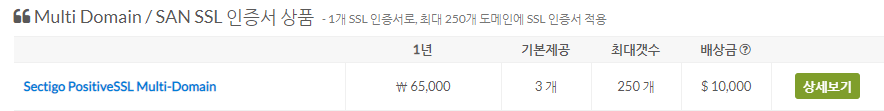 ❝ Multi Domain / SAN SSL 인증서 상품 - 1개 SSL 인증서로, 최대 250개 도메인에 SSL 인증서 적용
1년 기본제공 최대갯수 배상금 ?
Sectigo PositiveSSL Multi-Domain ₩ 65,000 3 개 250 개 $ 10,000 상세보기